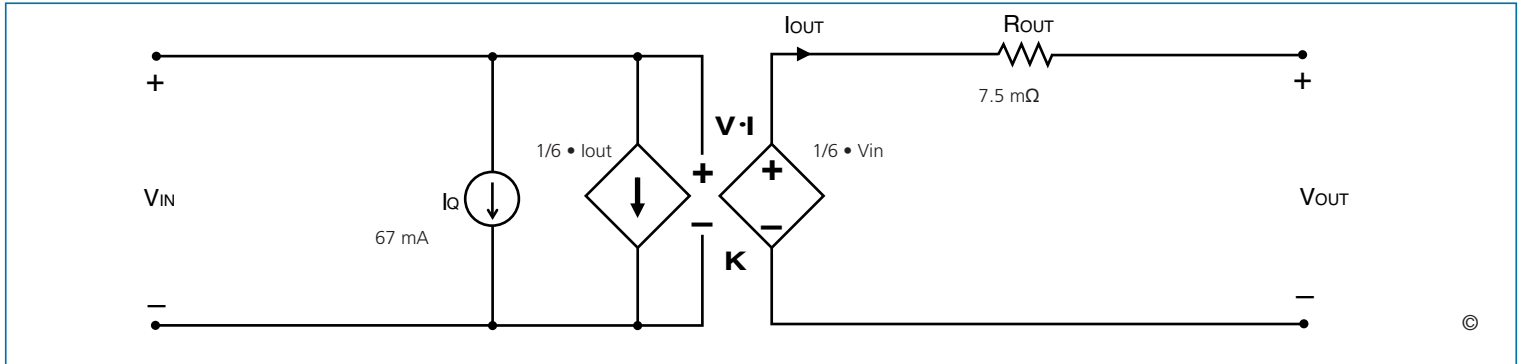 IOUT
ROUT
7.5 mΩ
+
+
V•I
1/6 • Iout
+
1/6 • Vin
+
VIN
IQ
VOUT
67 mA
–
–
K
–
–
©